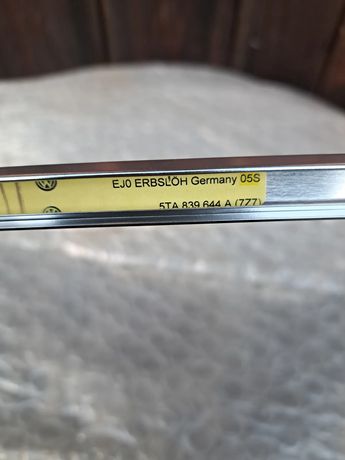 EJ0 ERBSLÖH Germany 05S
5TA 839 644 A (7Z7)